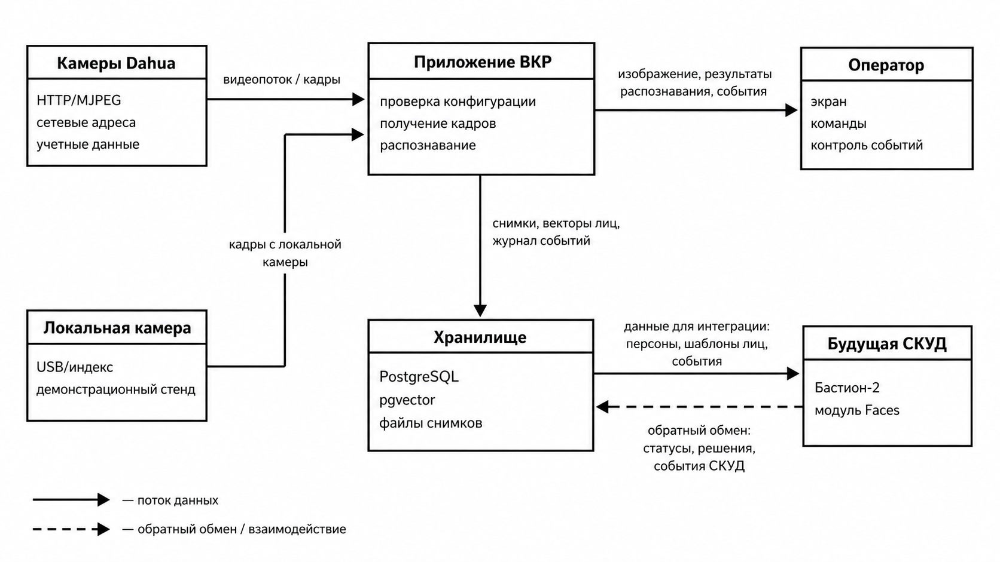 Камеры Dahua
HTTP/MJPEG
сетевые адреса
учетные данные
видеопоток / кадры
Приложение ВКР
проверка конфигурации
получение кадров
распознавание
изображение, результаты
распознавания, события
Оператор
экран
команды
контроль событий
кадры с локальной
камеры
снимки, векторы лиц,
журнал событий
Локальная камера
USB/индекс
демонстрационный стенд
Хранилище
PostgreSQL
pgvector
файлы снимков
данные для интеграции:
персоны, шаблоны лиц,
события
Будущая СКУД
Бастион-2
модуль Faces
обратный обмен:
статусы, решения,
события СКУД
— поток данных
— обратный обмен / взаимодействие